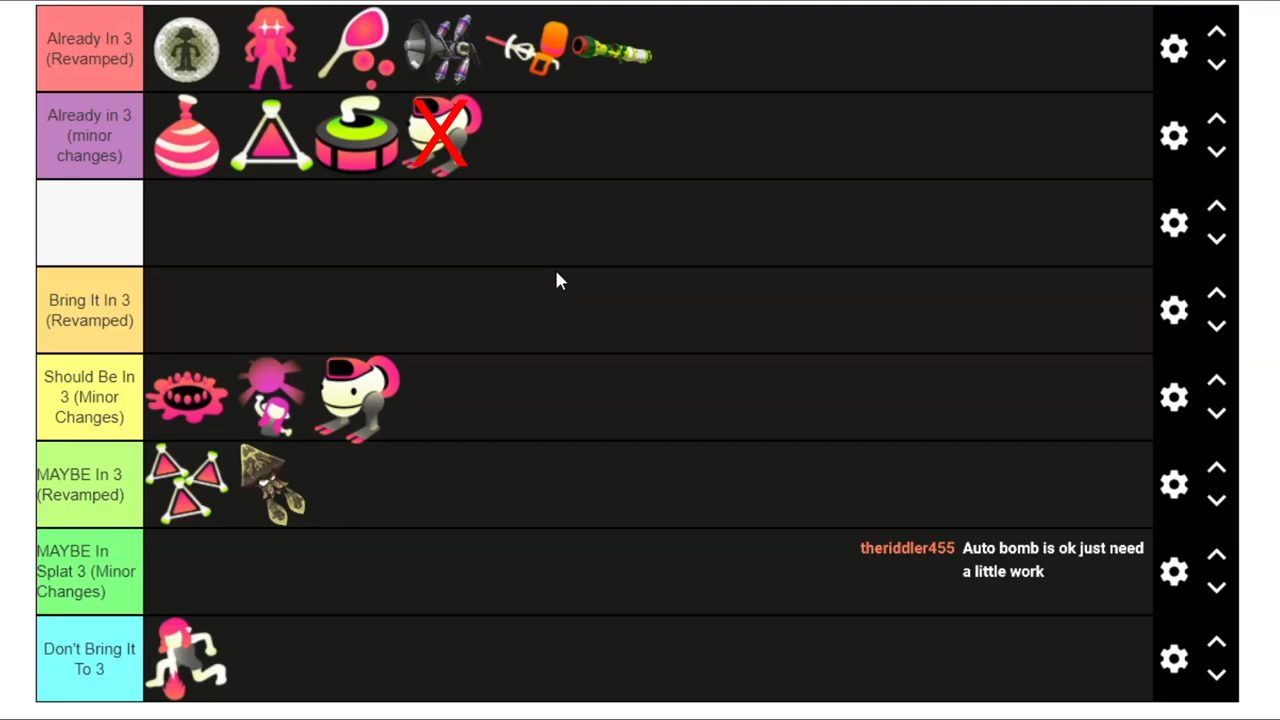 Already In 3
(Revamped)
Already in 3
(minor
changes)
X
Bring It In 3
(Revamped)
Should Be In
3 (Minor
Changes)
MAYBE In 3
(Revamped)
MAYBE In
Splat 3 (Minor
Changes)
theriddler455 Auto bomb is ok just need
a little work
Don't Bring It
To 3